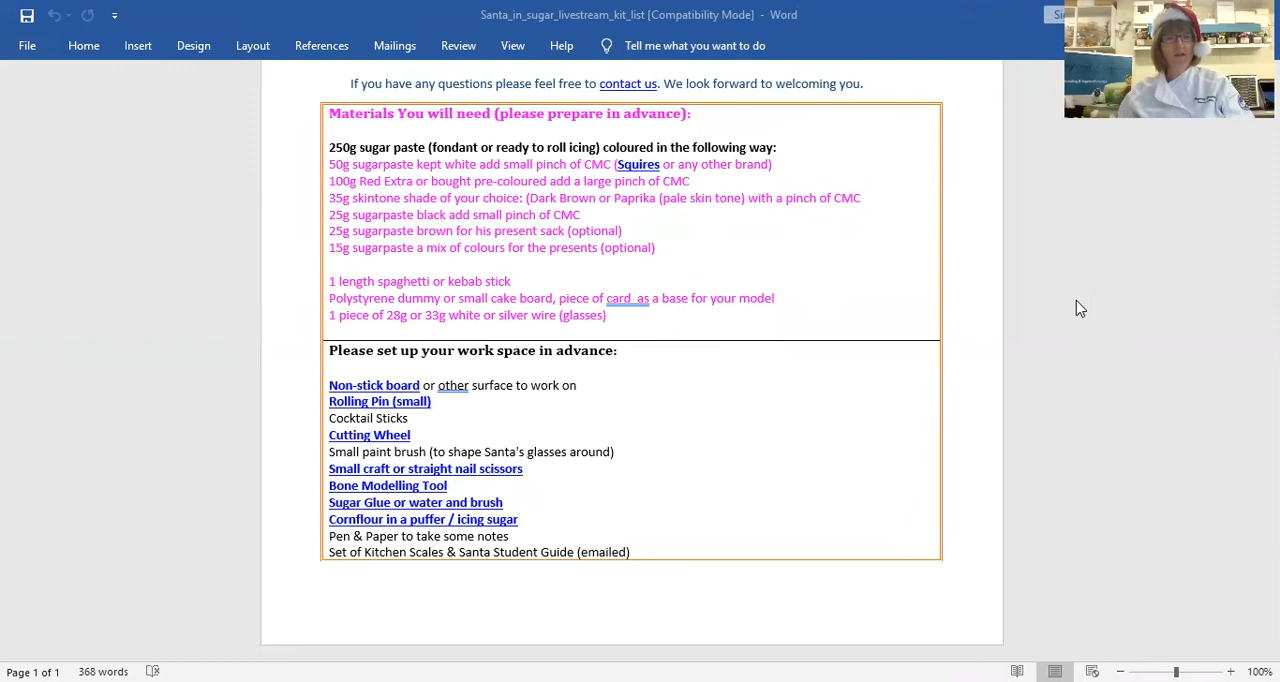 Santa_in_sugar_livestream_kit_list [Compatibility Mode] - Word
File Home Insert Design Layout References Mailings Review View Help Tell me what you want to do
If you have any questions please feel free to contact us. We look forward to welcoming you.
Materials You will need (please prepare in advance):
250g sugar paste (fondant or ready to roll icing) coloured in the following way:
50g sugarpaste kept white add small pinch of CMC (Squires or any other brand)
100g Red Extra or bought pre-coloured add a large pinch of CMC
35g skintone shade of your choice: (Dark Brown or Paprika (pale skin tone) with a pinch of CMC
25g sugarpaste black add small pinch of CMC
25g sugarpaste brown for his present sack (optional)
15g sugarpaste a mix of colours for the presents (optional)
1 length spaghetti or kebab stick
Polystyrene dummy or small cake board, piece of card as a base for your model
1 piece of 28g or 33g white or silver wire (glasses)
Please set up your work space in advance:
Non-stick board or other surface to work on
Rolling Pin (small)
Cocktail Sticks
Cutting Wheel
Small paint brush (to shape Santa's glasses around)
Small craft or straight nail scissors
Bone Modelling Tool
Sugar Glue or water and brush
Cornflour in a puffer / icing sugar
Pen & Paper to take some notes
Set of Kitchen Scales & Santa Student Guide (emailed)
Page 1 of 1 368 words 100%